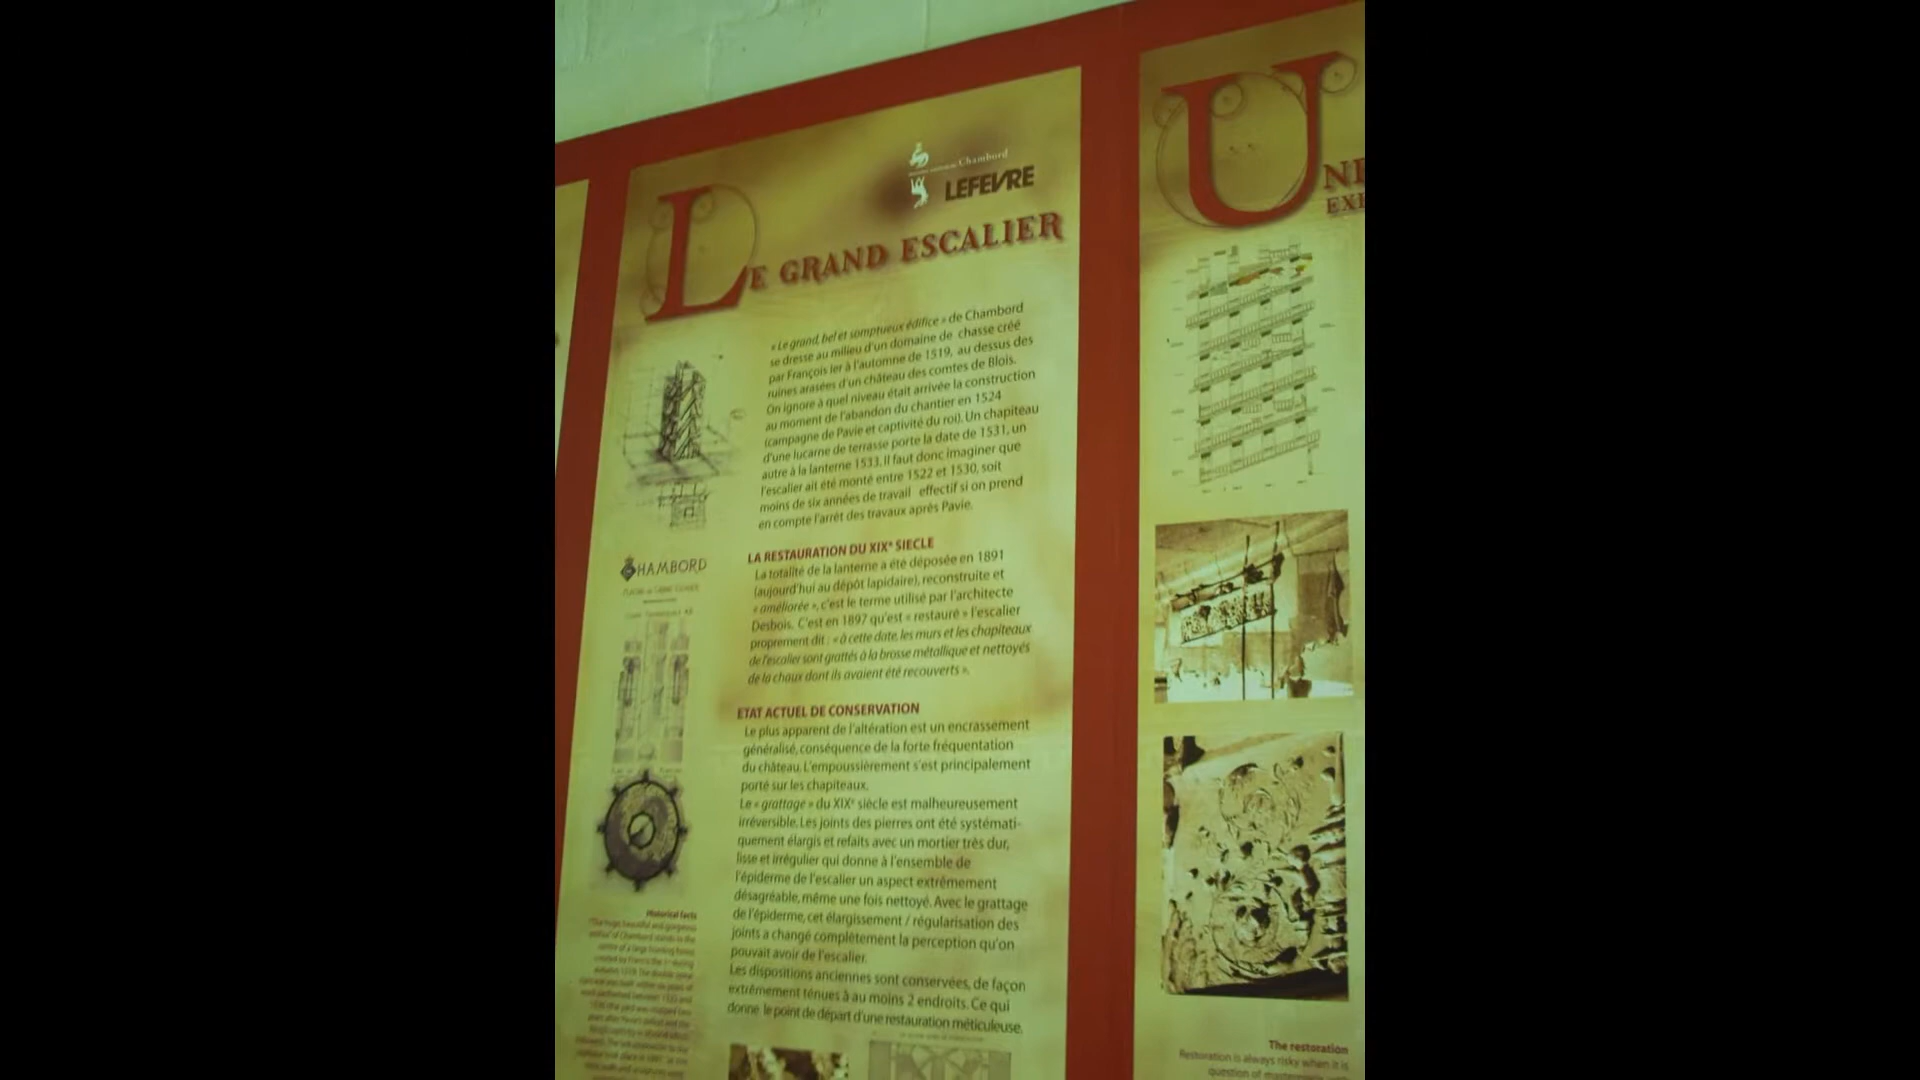 Chambord
LEFEVRE
LE GRAND ESCALIER
« Le grand, bel et somptueux édifice » de Chambord
se dresse au milieu d'un domaine de chasse créé
par François Ier à l'automne de 1519, au dessus des
ruines arasées d'un château des comtes de Blois.
On ignore à quel niveau était arrivée la construction
au moment de l'abandon du chantier en 1524
(campagne de Pavie et captivité du roi). Un chapiteau
d'une lucarne de terrasse porte la date de 1531, un
autre à la lanterne 1533. Il faut donc imaginer que
l'escalier ait été monté entre 1522 et 1530, soit
moins de six années de travail effectif si on prend
en compte l'arrêt des travaux après Pavie.
LA RESTAURATION DU XIXe SIECLE
La totalité de la lanterne a été déposée en 1891
(aujourd'hui au dépôt lapidaire), reconstruite et
« améliorée », c'est le terme utilisé par l'architecte
Desbois. C'est en 1897 qu'est « restauré » l'escalier
proprement dit : « à cette date, les murs et les chapiteaux
de l'escalier sont grattés à la brosse métallique et nettoyés
de la chaux dont ils avaient été recouverts ».
ETAT ACTUEL DE CONSERVATION
Le plus apparent de l'altération est un encrassement
généralisé, conséquence de la forte fréquentation
du château. L'empoussièrement s'est principalement
porté sur les chapiteaux.
Le « grattage » du XIXe siècle est malheureusement
irréversible. Les joints des pierres ont été systémati-
quement élargis et refaits avec un mortier très dur,
lisse et irrégulier qui donne à l'ensemble de
l'épiderme de l'escalier un aspect extrêmement
désagréable, même une fois nettoyé. Avec le grattage
de l'épiderme, cet élargissement / régularisation des
joints a changé complètement la perception qu'on
pouvait avoir de l'escalier.
Les dispositions anciennes sont conservées, de façon
extrêmement ténues à au moins 2 endroits. Ce qui
donne le point de départ d'une restauration méticuleuse.
CHAMBORD
Historical facts
UNE
The restoration
Restoration is always risky when it is
question of